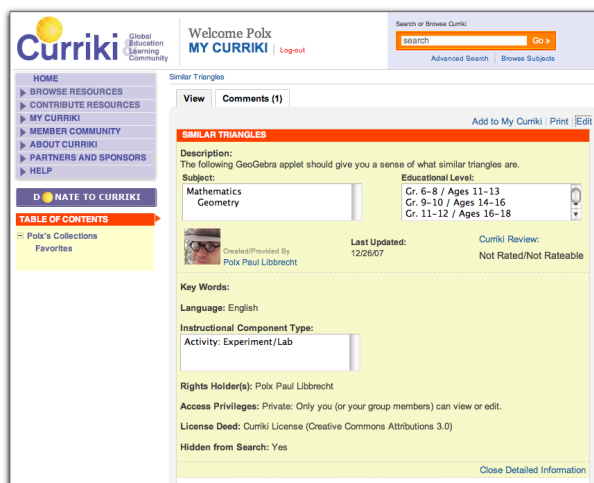 Curriki
Global
Education
& Learning
Community
Welcome Polx
MY CURRIKI | Log-out
Search or Browse Curriki
search
Go »
Advanced Search | Browse Subjects
HOME
BROWSE RESOURCES
CONTRIBUTE RESOURCES
MY CURRIKI
MEMBER COMMUNITY
ABOUT CURRIKI
PARTNERS AND SPONSORS
HELP
DONATE TO CURRIKI
TABLE OF CONTENTS
Polx's Collections
Favorites
Similar Triangles
View
Comments (1)
Add to My Curriki | Print | Edit
SIMILAR TRIANGLES
Description:
The following GeoGebra applet should give you a sense of what similar triangles are.
Subject:
Educational Level:
Mathematics
Geometry
Gr. 6-8 / Ages 11-13
Gr. 9-10 / Ages 14-16
Gr. 11-12 / Ages 16-18
Created/Provided By
Polx Paul Libbrecht
Last Updated:
12/26/07
Curriki Review:
Not Rated/Not Rateable
Key Words:
Language: English
Instructional Component Type:
Activity: Experiment/Lab
Rights Holder(s): Polx Paul Libbrecht
Access Privileges: Private: Only you (or your group members) can view or edit.
License Deed: Curriki License (Creative Commons Attributions 3.0)
Hidden from Search: Yes
Close Detailed Information